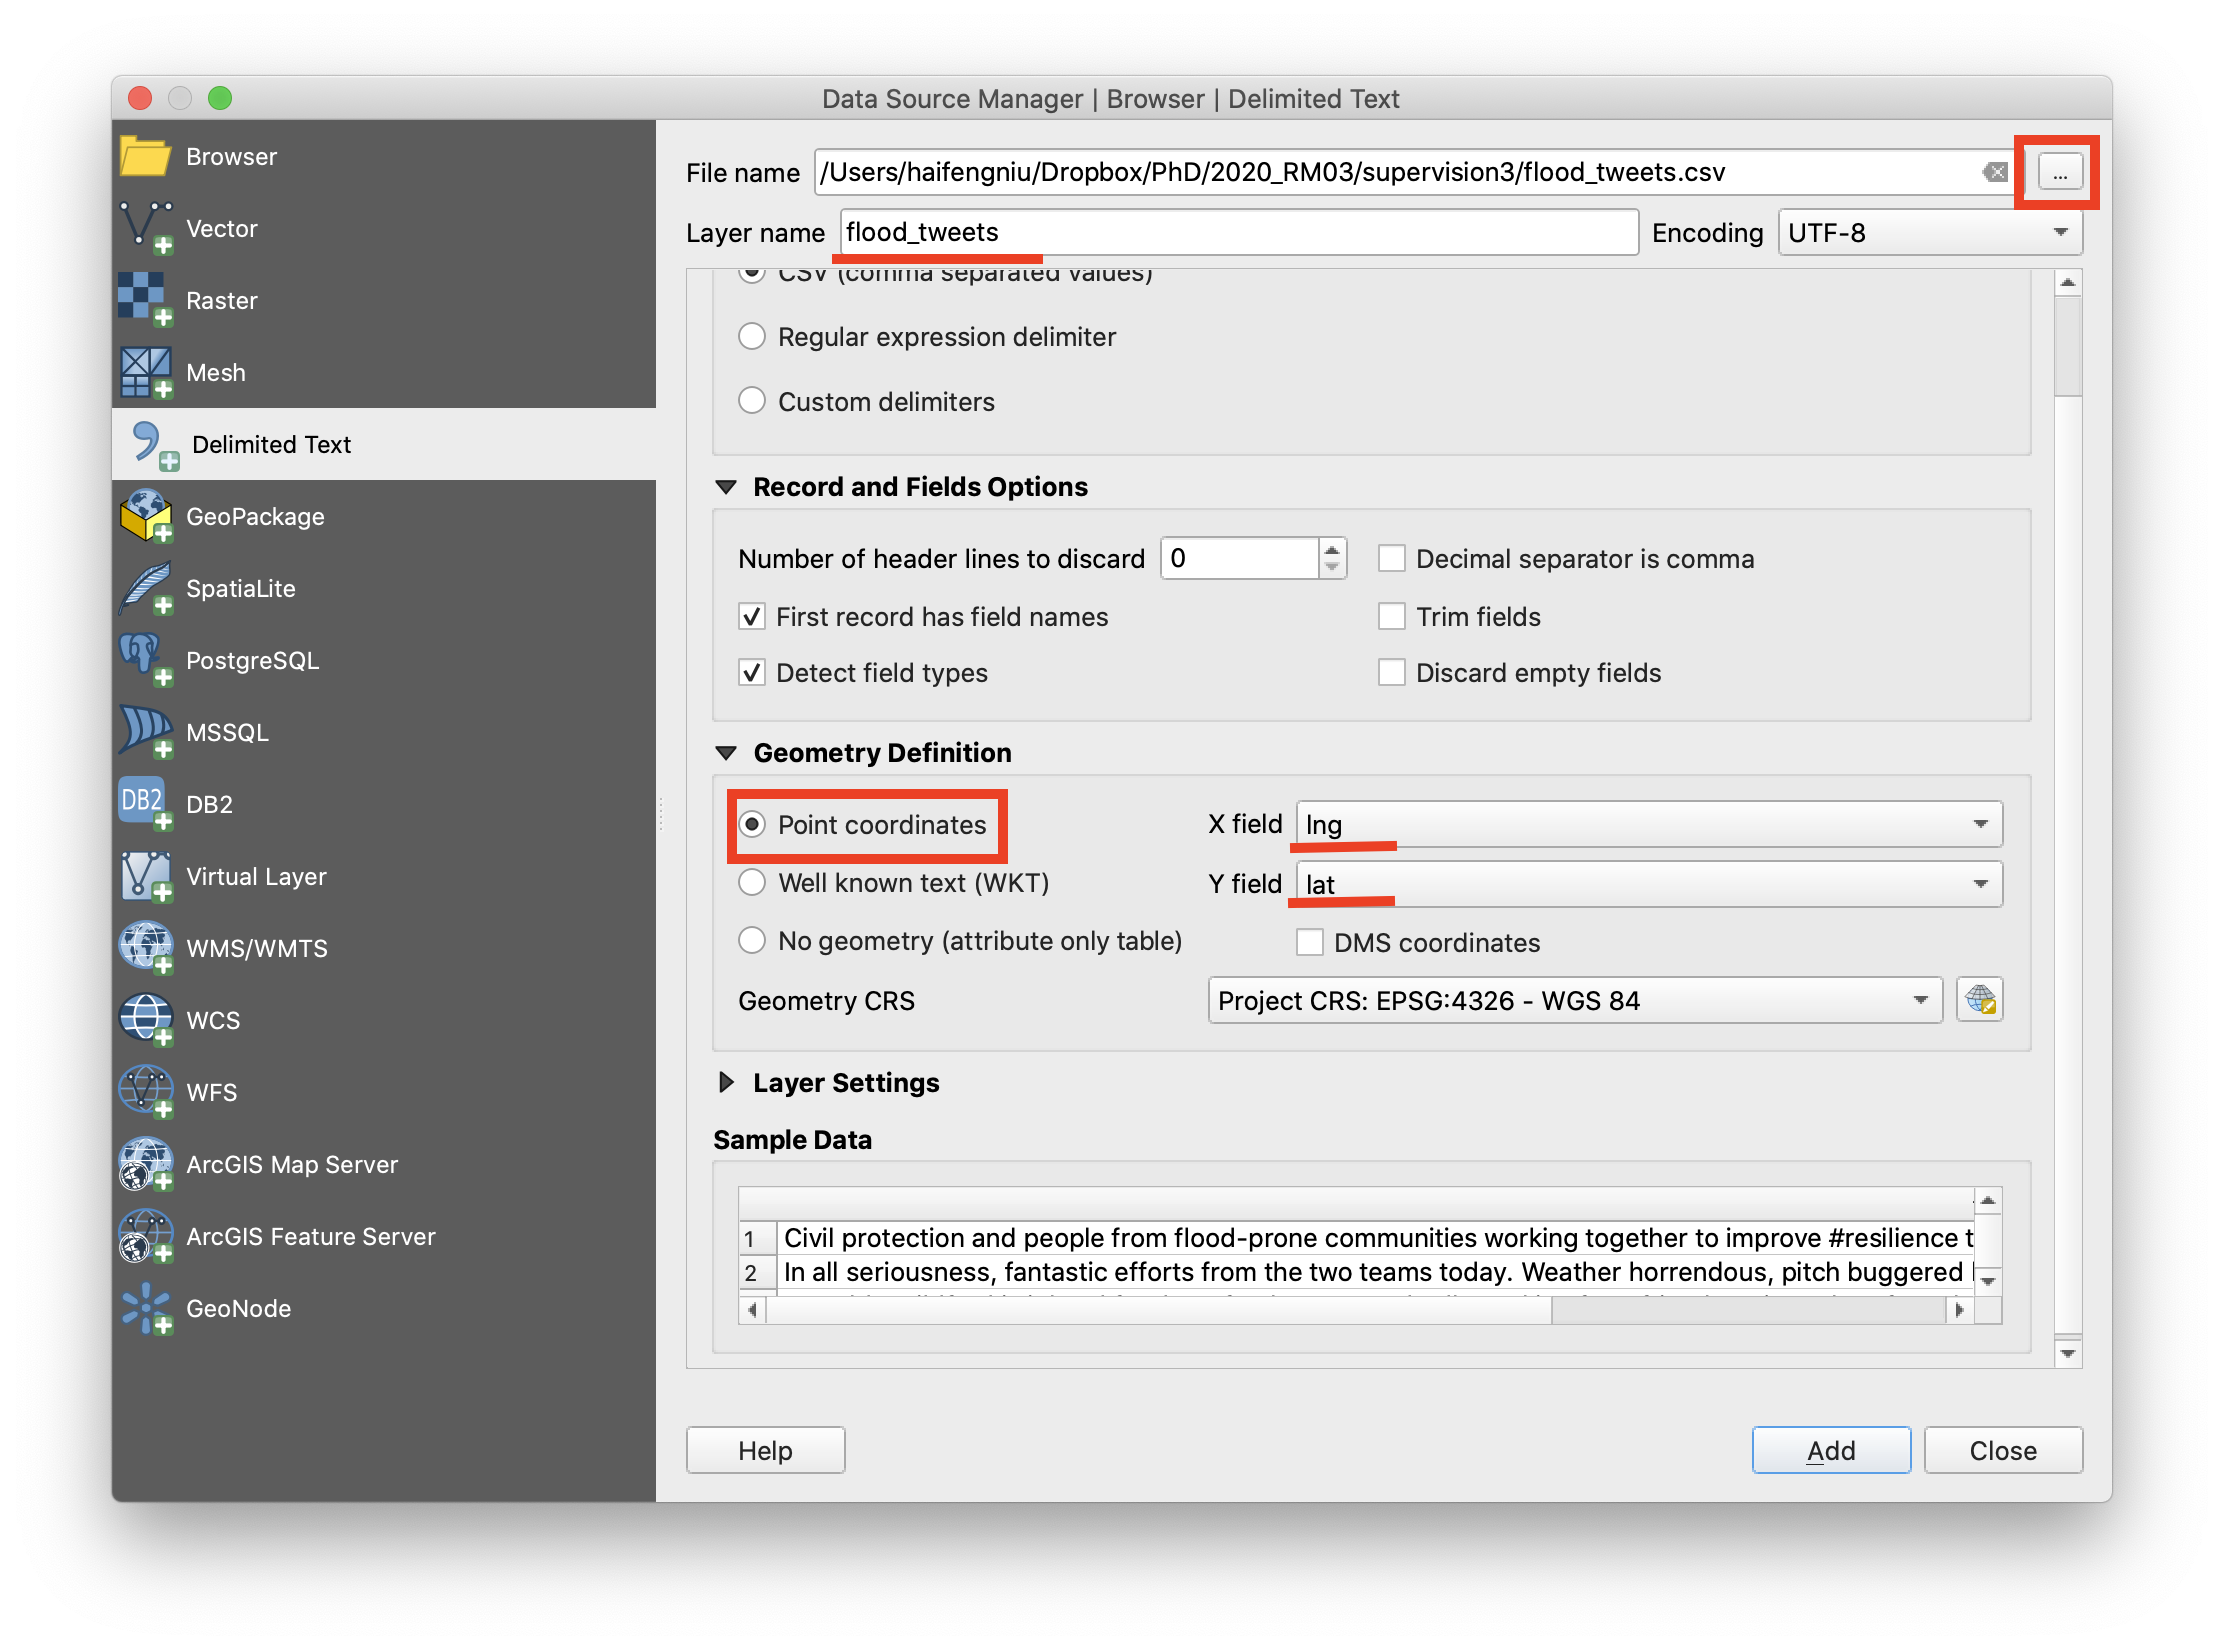 Data Source Manager | Browser | Delimited Text
Browser
Vector
Raster
Mesh
Delimited Text
GeoPackage
SpatiaLite
PostgreSQL
MSSQL
DB2
DB2
Virtual Layer
WMS/WMTS
WCS
WFS
ArcGIS Map Server
ArcGIS Feature Server
GeoNode
File name /Users/haifengniu/Dropbox/PhD/2020_RM03/supervision3/flood_tweets.csv ...
Layer name flood_tweets Encoding UTF-8
CSV (comma separated values)
Regular expression delimiter
Custom delimiters
Record and Fields Options
Number of header lines to discard 0 Decimal separator is comma
First record has field names Trim fields
Detect field types Discard empty fields
Geometry Definition
Point coordinates X field lng
Well known text (WKT) Y field lat
No geometry (attribute only table) DMS coordinates
Geometry CRS Project CRS: EPSG:4326 - WGS 84
Layer Settings
Sample Data
1 Civil protection and people from flood-prone communities working together to improve #resilience t
2 In all seriousness, fantastic efforts from the two teams today. Weather horrendous, pitch buggered
Help Add Close